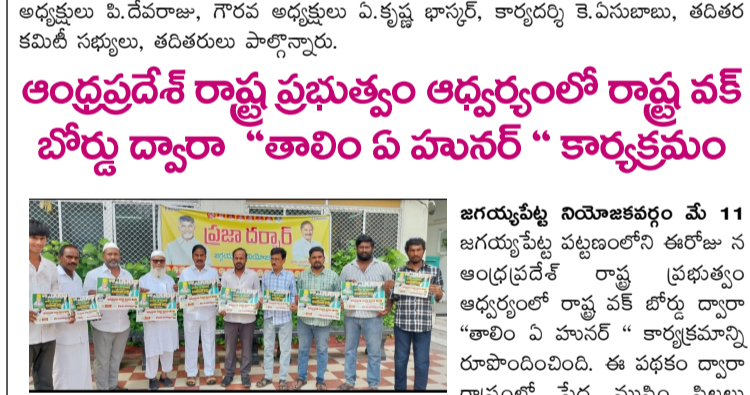 అధ్యక్షులు పి.దేవరాజు, గౌరవ అధ్యక్షులు ఏ.కృష్ణ భాస్కర్, కార్యదర్శి కె.ఏసుబాబు, తదితర
కమిటీ సభ్యులు, తదితరులు పాల్గొన్నారు.
ఆంధ్రప్రదేశ్ రాష్ట్ర ప్రభుత్వం ఆధ్వర్యంలో రాష్ట్ర వక్
బోర్డు ద్వారా "తాలిం ఏ హునర్ " కార్యక్రమం
ప్రజా దర్బార్
జగయ్యపేట నియోజకవర్గం మే 11
జగయ్యపేట పట్టణంలోని ఈరోజు న
ఆంధ్రప్రదేశ్ రాష్ట్ర ప్రభుత్వం
ఆధ్వర్యంలో రాష్ట్ర వక్ బోర్డు ద్వారా
"తాలిం ఏ హునర్ " కార్యక్రమాన్ని
రూపొందించింది. ఈ పథకం ద్వారా